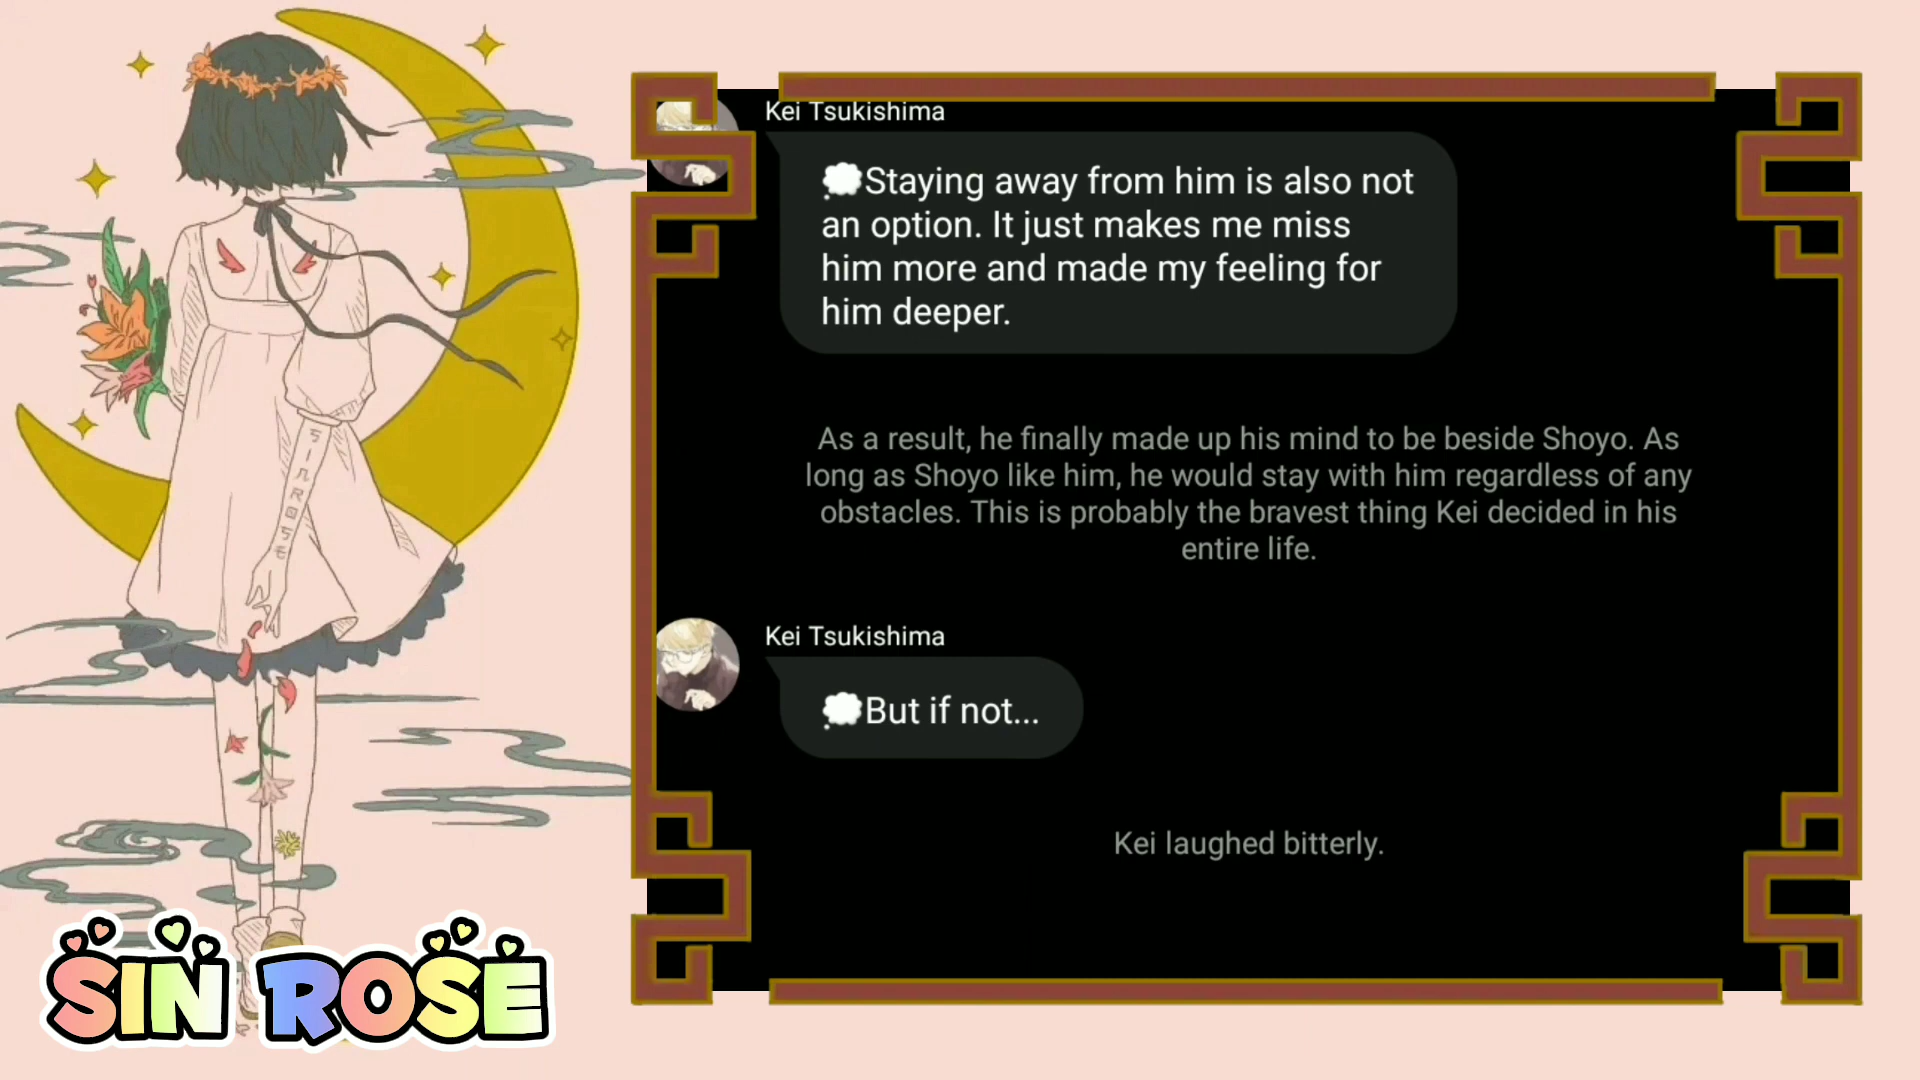 Kei Tsukishima
💭Staying away from him is also not
an option. It just makes me miss
him more and made my feeling for
him deeper.
As a result, he finally made up his mind to be beside Shoyo. As
long as Shoyo like him, he would stay with him regardless of any
obstacles. This is probably the bravest thing Kei decided in his
entire life.
Kei Tsukishima
💭But if not...
Kei laughed bitterly.
SINROSE
SIN ROSE